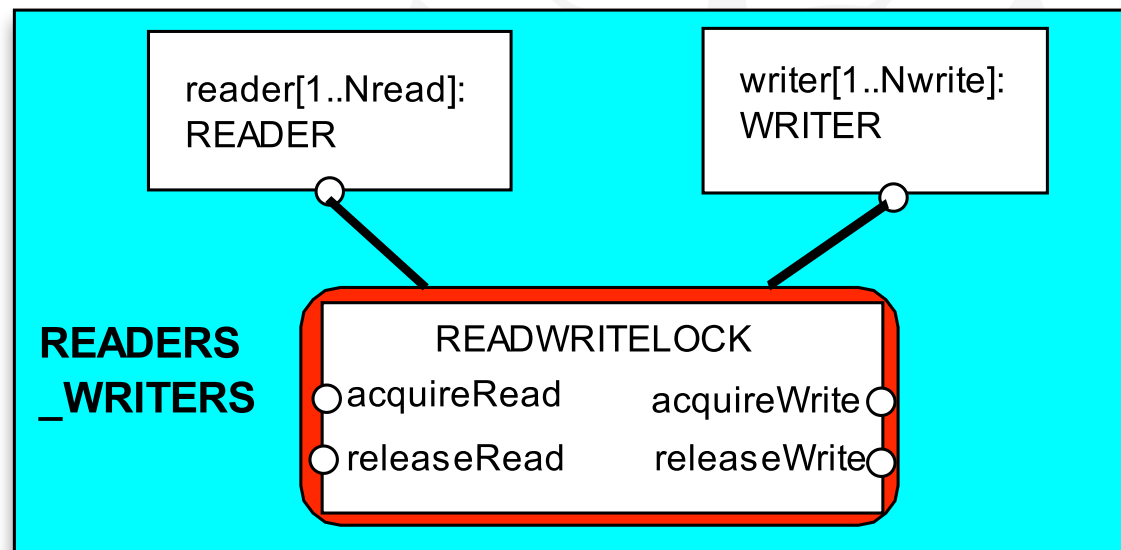 reader[1..Nread]:
READER
writer[1..Nwrite]:
WRITER
READERS
_WRITERS
READWRITELOCK
acquireRead
acquireWrite
releaseRead
releaseWrite